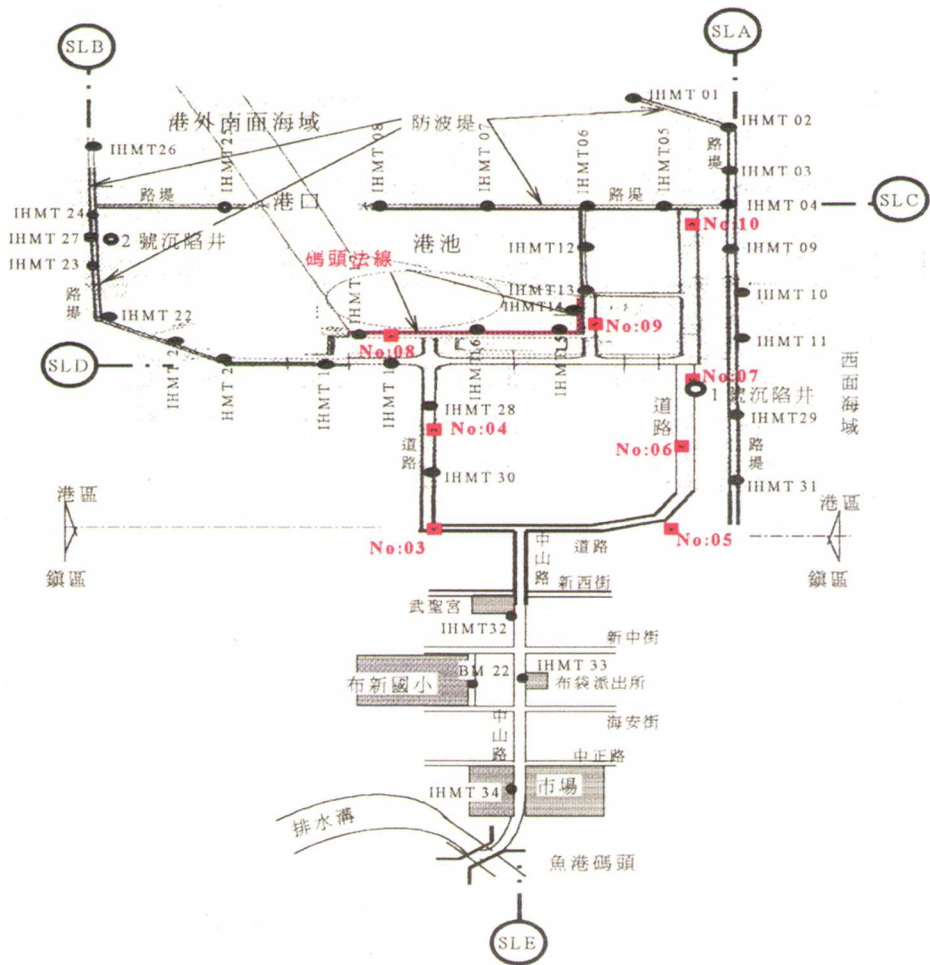 SLB
SLA
IHMT 01
港外南面海域
防波堤
IHMT 02
IHMT26
IHMT 08
IHMT 07
IHMT06
IHMT05
路堤
IHMT 03
路堤
港口
路堤
IHMT 04
SLC
IHMT 24
No:10
IHMT 27
2 號沉陷井
港池
IHMT12
IHMT 09
IHMT 23
碼頭法線
路堤
IHMT13
IHMT 10
IHMT14
IHMT 22
No:09
IHMT 11
No:08
SLD
No:07
1 號沉陷井
西面海域
IHMT 28
道路
IHMT29
No:04
道路
No:06
路堤
IHMT 30
IHMT 31
港區
港區
No:03
中山路
道路
No:05
鎮區
鎮區
新西街
武聖宮
IHMT32
新中街
BM 22
IHMT 33
布新國小
布袋派出所
中山路
海安街
中正路
IHMT 34
市場
排水溝
魚港碼頭
SLE